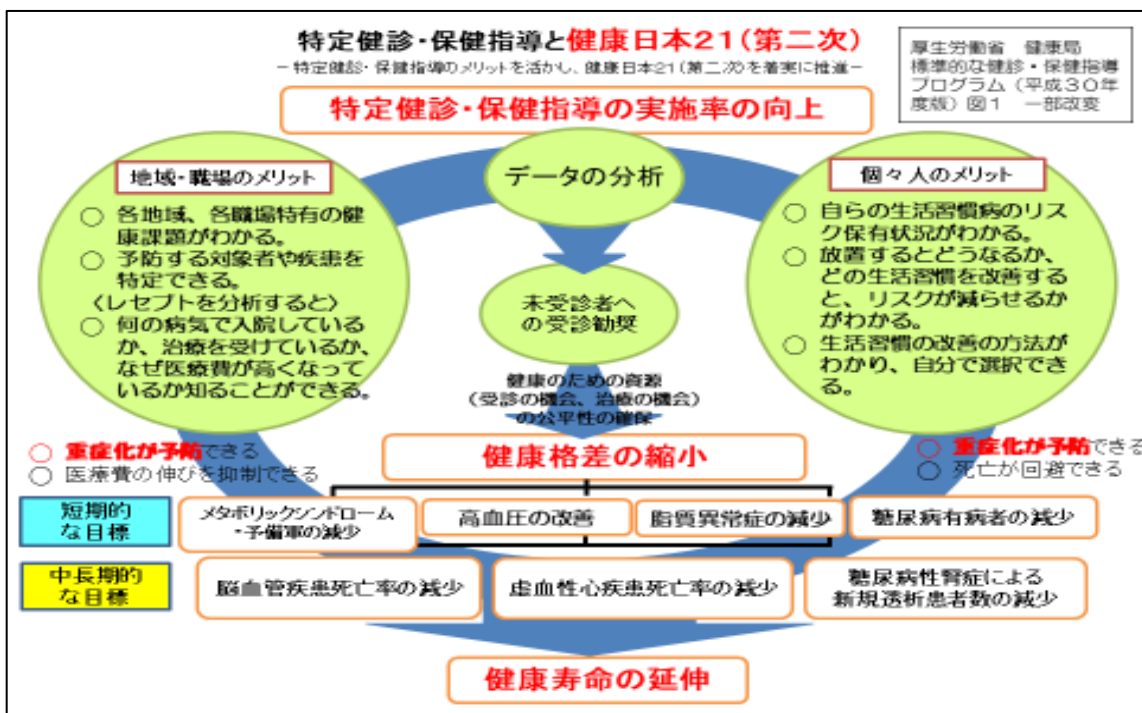 特定健診・保健指導と健康日本21(第二次)
－特定健診・保健指導のメリットを活かし、健康日本21(第二次)を着実に推進－
厚生労働省　健康局
標準的な健診・保健指導
プログラム（平成30年
度版）図1　一部改変
特定健診・保健指導の実施率の向上
地域・職場のメリット
○ 各地域、各職場特有の健
康課題がわかる。
○ 予防する対象者や疾患を
特定できる。
〈レセプトを分析すると〉
○ 何の病気で入院している
か、治療を受けているか、
なぜ医療費が高くなって
いるか知ることができる。
データの分析
未受診者へ
の受診勧奨
健康のための資源
（受診の機会、治療の機会）
の公平性の確保
個々人のメリット
○ 自らの生活習慣病のリス
ク保有状況がわかる。
○ 放置するとどうなるか、
どの生活習慣を改善する
と、リスクが減らせるか
がわかる。
○ 生活習慣の改善の方法が
わかり、自分で選択でき
る。
○ 重症化が予防できる
○ 医療費の伸びを抑制できる
健康格差の縮小
○ 重症化が予防できる
○ 死亡が回避できる
短期的
な目標
メタボリックシンドローム
・予備軍の減少
高血圧の改善
脂質異常症の減少
糖尿病有病者の減少
中長期的
な目標
脳血管疾患死亡率の減少
虚血性心疾患死亡率の減少
糖尿病性腎症による
新規透析患者数の減少
健康寿命の延伸